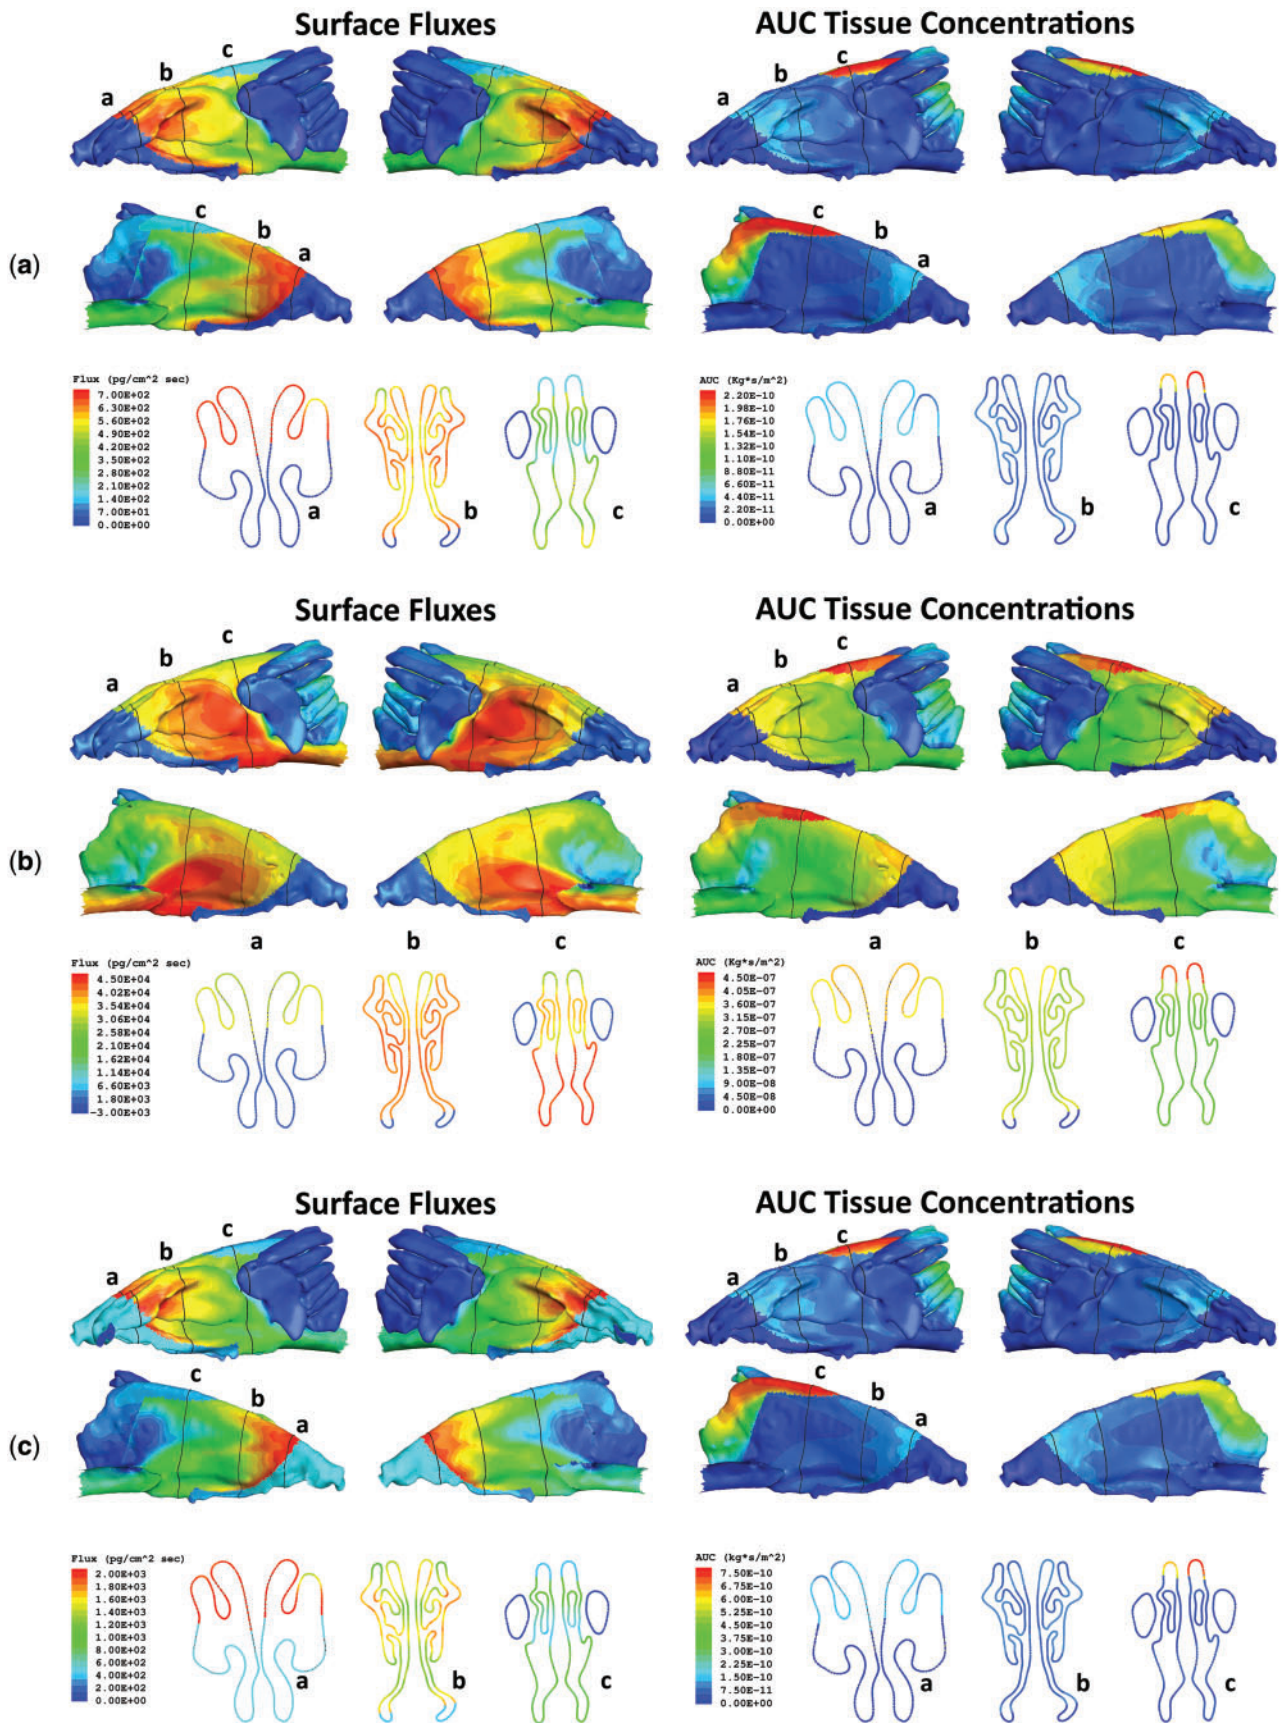 Surface Fluxes
AUC Tissue Concentrations
a b c
a b c
c b a
c b a
(a)
Flux (pg/cm^2 sec)
7.00E+02
6.30E+02
5.60E+02
4.90E+02
4.20E+02
3.50E+02
2.80E+02
2.10E+02
1.40E+02
7.00E+01
0.00E+00
a b c
AUC (Kg*s/m^2)
2.20E-10
1.98E-10
1.76E-10
1.54E-10
1.32E-10
1.10E-10
8.80E-11
6.60E-11
4.40E-11
2.20E-11
0.00E+00
a b c
Surface Fluxes
AUC Tissue Concentrations
a b c
a b c
(b)
a b c
a b c
Flux (pg/cm^2 sec)
4.50E+04
4.02E+04
3.54E+04
3.06E+04
2.58E+04
2.10E+04
1.62E+04
1.14E+04
6.60E+03
1.80E+03
-3.00E+03
AUC (Kg*s/m^2)
4.50E-07
4.05E-07
3.60E-07
3.15E-07
2.70E-07
2.25E-07
1.80E-07
1.35E-07
9.00E-08
4.50E-08
0.00E+00
Surface Fluxes
AUC Tissue Concentrations
a b c
a b c
c b a
c b a
(c)
Flux (pg/cm^2 sec)
2.00E+03
1.80E+03
1.60E+03
1.40E+03
1.20E+03
1.00E+03
8.00E+02
6.00E+02
4.00E+02
2.00E+02
0.00E+00
a b c
AUC (kg*s/m^2)
7.50E-10
6.75E-10
6.00E-10
5.25E-10
4.50E-10
3.75E-10
3.00E-10
2.25E-10
1.50E-10
7.50E-11
0.00E+00
a b c